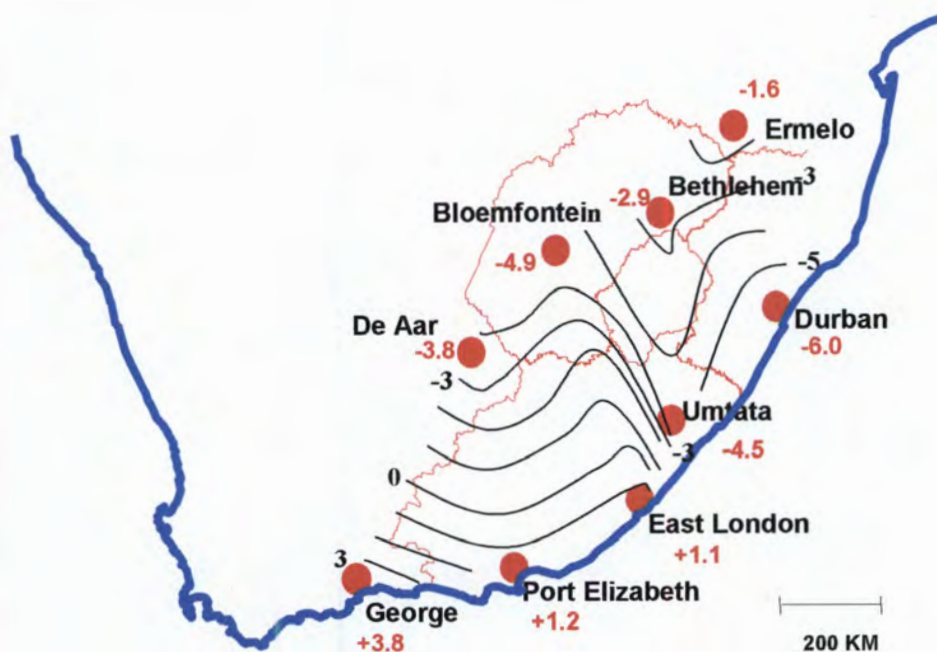 -1.6
Ermelo
Bethlehem
-3
-2.9
Bloemfontein
-4.9
-5
De Aar
-3.8
Durban
-6.0
-3
Umtata
-4.5
-3
0
East London
+1.1
3
Port Elizabeth
+1.2
George
+3.8
200 KM